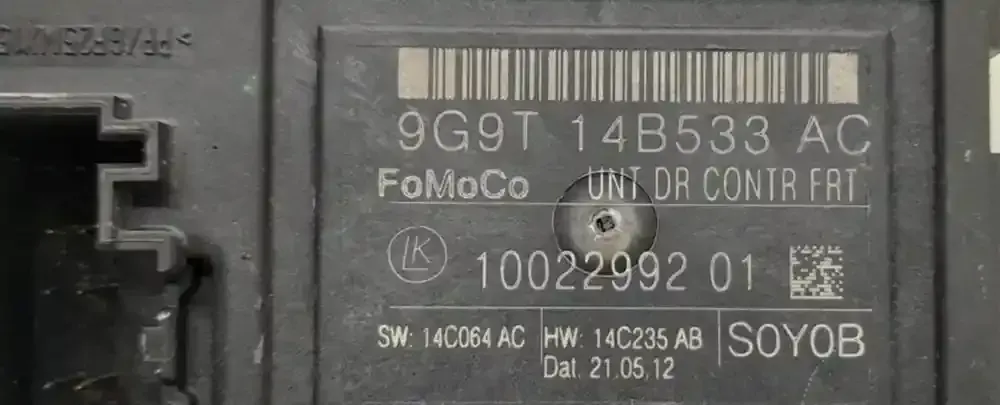 9G9T 14B533 AC
FoMoCo UNT DR CONTR FRT
LK
10022992 01
SW: 14C064 AC
HW: 14C235 AB
Dat. 21.05.12
SOYOB